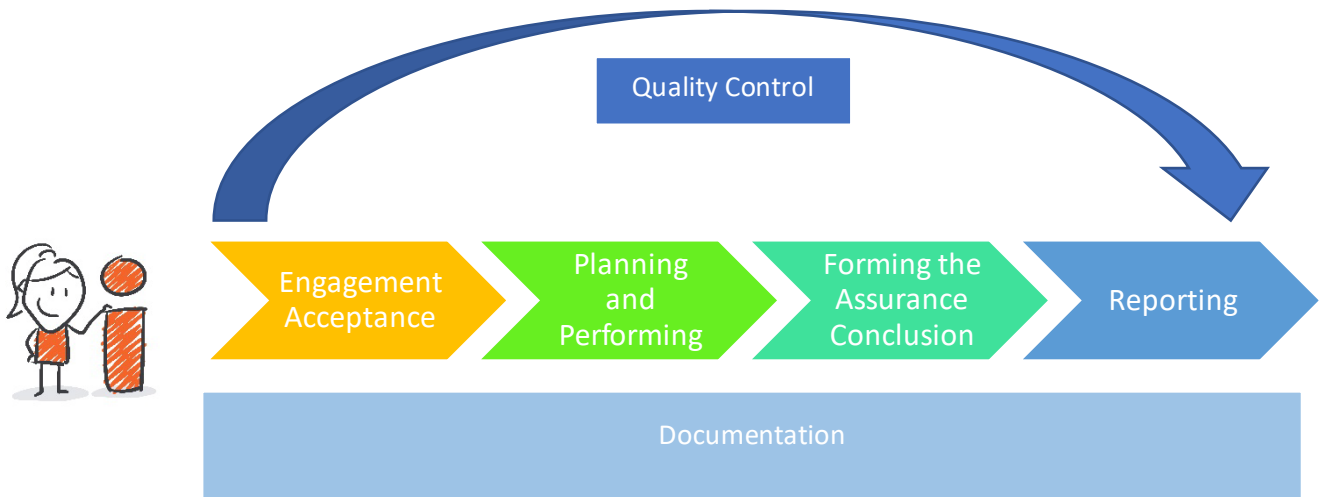 Quality Control
Engagement
Acceptance
Planning
and
Performing
Forming the
Assurance
Conclusion
Reporting
Documentation